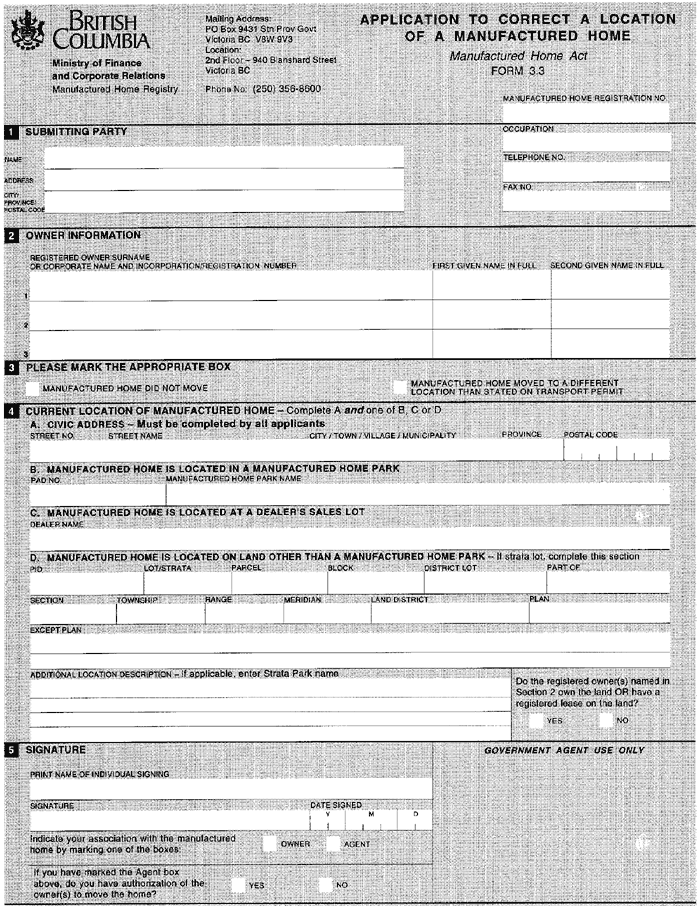 BRITISH
COLUMBIA
Ministry of Finance
and Corporate Relations
Manufactured Home Registry
Mailing Address:
PO Box 9431 Stn Prov Govt
Victoria BC V8W 9V3
Location:
2nd Floor – 940 Blanshard Street
Victoria BC
Phone No: (250) 356-8600
APPLICATION TO CORRECT A LOCATION
OF A MANUFACTURED HOME
Manufactured Home Act
FORM 3.3
MANUFACTURED HOME REGISTRATION NO.
1 SUBMITTING PARTY
OCCUPATION
NAME
TELEPHONE NO.
ADDRESS
FAX NO.
CITY/
PROVINCE/
POSTAL CODE
2 OWNER INFORMATION
REGISTERED OWNER SURNAME
OR CORPORATE NAME AND INCORPORATION/REGISTRATION NUMBER FIRST GIVEN NAME IN FULL SECOND GIVEN NAME IN FULL
1
2
3
3 PLEASE MARK THE APPROPRIATE BOX
MANUFACTURED HOME DID NOT MOVE
MANUFACTURED HOME MOVED TO A DIFFERENT
LOCATION THAN STATED ON TRANSPORT PERMIT
4 CURRENT LOCATION OF MANUFACTURED HOME – Complete A and one of B, C or D
A. CIVIC ADDRESS – Must be completed by all applicants
STREET NO. STREET NAME CITY / TOWN / VILLAGE / MUNICIPALITY PROVINCE POSTAL CODE
B. MANUFACTURED HOME IS LOCATED IN A MANUFACTURED HOME PARK
PAD NO. MANUFACTURED HOME PARK NAME
C. MANUFACTURED HOME IS LOCATED AT A DEALER'S SALES LOT
DEALER NAME
D. MANUFACTURED HOME IS LOCATED ON LAND OTHER THAN A MANUFACTURED HOME PARK – If strata lot, complete this section
PID LOT/STRATA PARCEL BLOCK DISTRICT LOT PART OF
SECTION TOWNSHIP RANGE MERIDIAN LAND DISTRICT PLAN
EXCEPT PLAN
ADDITIONAL LOCATION DESCRIPTION – If applicable, enter Strata Park name
Do the registered owner(s) named in
Section 2 own the land OR have a
registered lease on the land?
YES NO
5 SIGNATURE
GOVERNMENT AGENT USE ONLY
PRINT NAME OF INDIVIDUAL SIGNING
SIGNATURE DATE SIGNED
Y M D
Indicate your association with the manufactured
home by marking one of the boxes:
OWNER AGENT
If you have marked the Agent box
above, do you have authorization of the
owner(s) to move the home?
YES NO